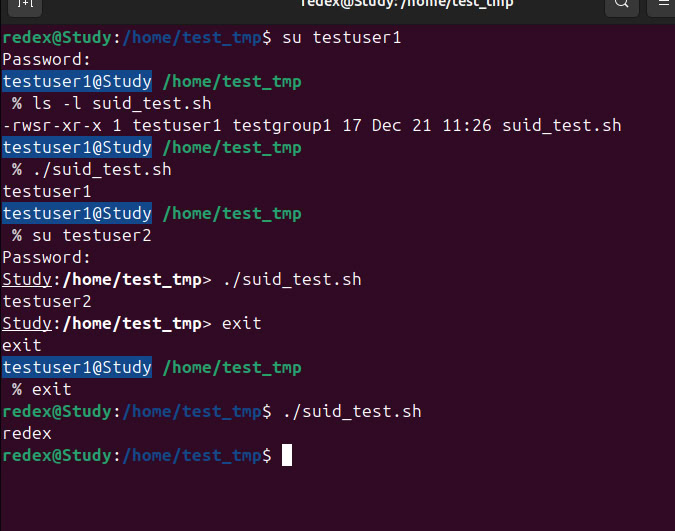 redex@Study: /home/test_tmp
redex@Study:/home/test_tmp$ su testuser1
Password:
testuser1@Study /home/test_tmp
% ls -l suid_test.sh
-rwsr-xr-x 1 testuser1 testgroup1 17 Dec 21 11:26 suid_test.sh
testuser1@Study /home/test_tmp
% ./suid_test.sh
testuser1
testuser1@Study /home/test_tmp
% su testuser2
Password:
Study:/home/test_tmp> ./suid_test.sh
testuser2
Study:/home/test_tmp> exit
exit
testuser1@Study /home/test_tmp
% exit
redex@Study:/home/test_tmp$ ./suid_test.sh
redex
redex@Study:/home/test_tmp$